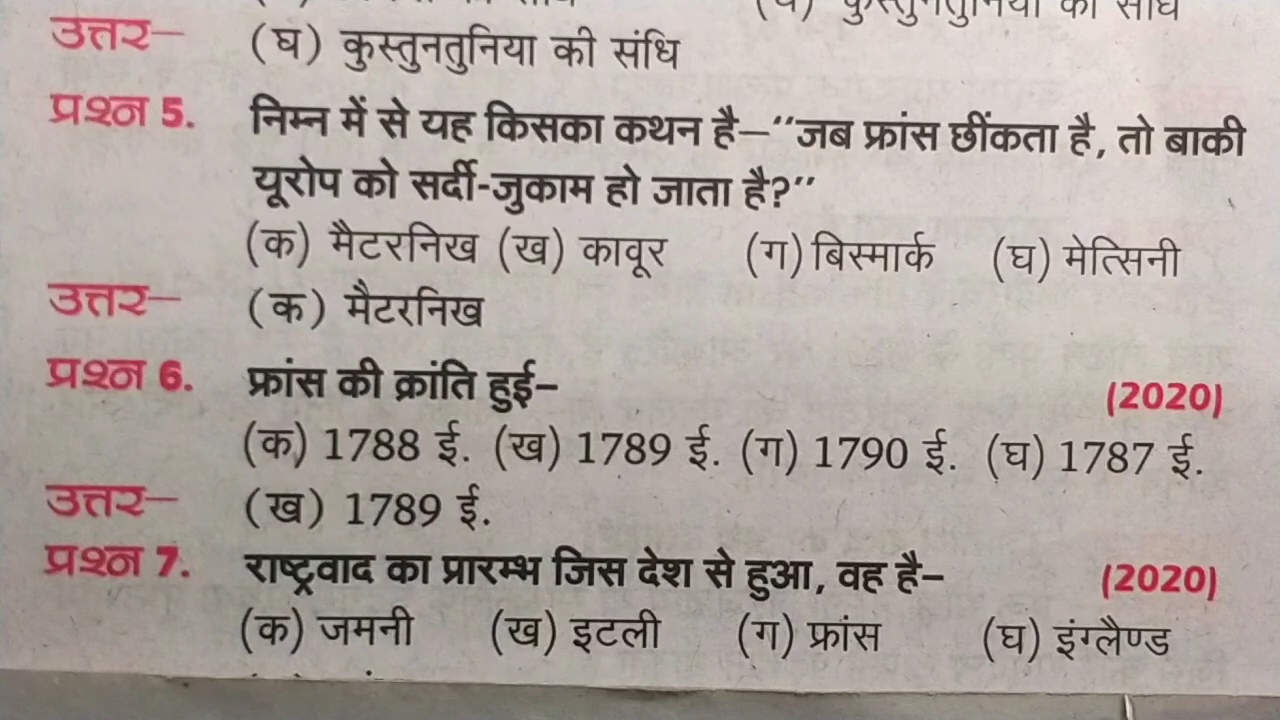 (घ) कुस्तुनतुनिया की संधि
उत्तर— (घ) कुस्तुनतुनिया की संधि
प्रश्न 5. निम्न में से यह किसका कथन है—“जब फ्रांस छींकता है, तो बाकी
यूरोप को सर्दी-जुकाम हो जाता है?”
(क) मैटरनिख (ख) कावूर (ग) बिस्मार्क (घ) मेत्सिनी
उत्तर— (क) मैटरनिख
प्रश्न 6. फ्रांस की क्रांति हुई– (2020)
(क) 1788 ई. (ख) 1789 ई. (ग) 1790 ई. (घ) 1787 ई.
उत्तर— (ख) 1789 ई.
प्रश्न 7. राष्ट्रवाद का प्रारम्भ जिस देश से हुआ, वह है– (2020)
(क) जमनी (ख) इटली (ग) फ्रांस (घ) इंग्लैण्ड